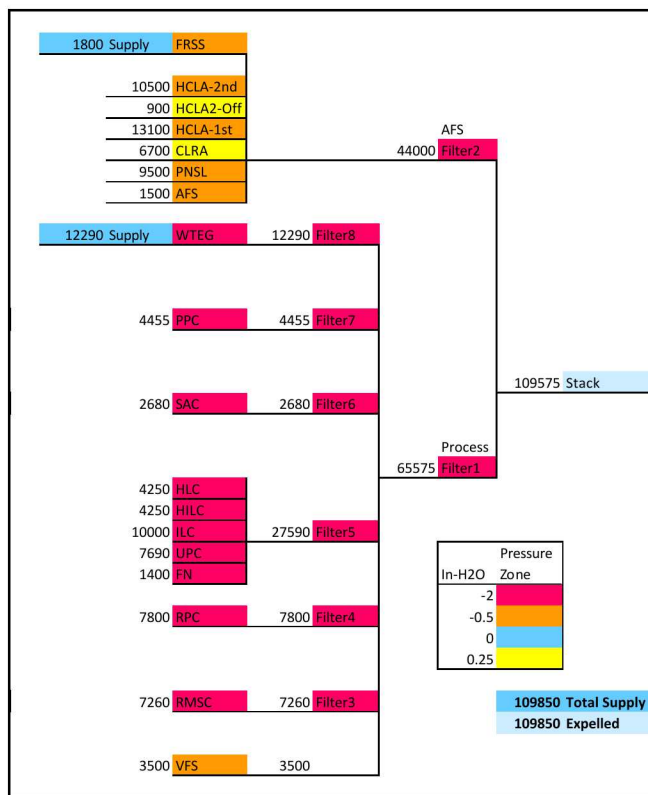 1800 Supply FRSS
10500 HCLA-2nd
900 HCLA2-Off
13100 HCLA-1st
AFS
6700 CLRA
44000 Filter2
9500 PNSL
1500 AFS
12290 Supply WTEG 12290 Filter8
4455 PPC 4455 Filter7
109575 Stack
2680 SAC 2680 Filter6
Process
65575 Filter1
4250 HLC
4250 HILC
10000 ILC 27590 Filter5
7690 UPC
1400 FN
Pressure
In-H2O Zone
-2
-0.5
0
0.25
7800 RPC 7800 Filter4
7260 RMSC 7260 Filter3
109850 Total Supply
109850 Expelled
3500 VFS 3500